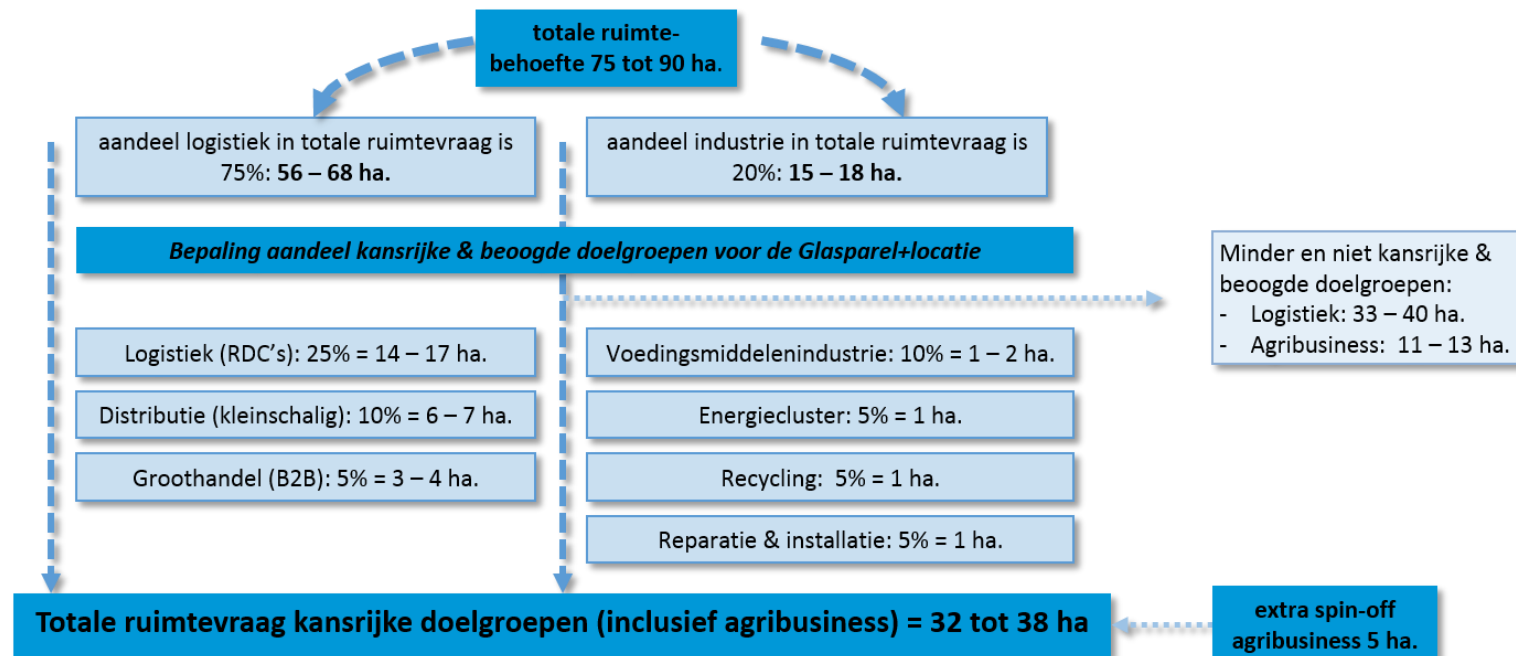 totale ruimte-
behoefte 75 tot 90 ha.
aandeel logistiek in totale ruimtevraag is
75%: 56 – 68 ha.
aandeel industrie in totale ruimtevraag is
20%: 15 – 18 ha.
Bepaling aandeel kansrijke & beoogde doelgroepen voor de Glasparel+locatie
Minder en niet kansrijke &
beoogde doelgroepen:
- Logistiek: 33 – 40 ha.
- Agribusiness: 11 – 13 ha.
Logistiek (RDC's): 25% = 14 – 17 ha.
Distributie (kleinschalig): 10% = 6 – 7 ha.
Groothandel (B2B): 5% = 3 – 4 ha.
Voedingsmiddelenindustrie: 10% = 1 – 2 ha.
Energiecluster: 5% = 1 ha.
Recycling: 5% = 1 ha.
Reparatie & installatie: 5% = 1 ha.
Totale ruimtevraag kansrijke doelgroepen (inclusief agribusiness) = 32 tot 38 ha
extra spin-off
agribusiness 5 ha.